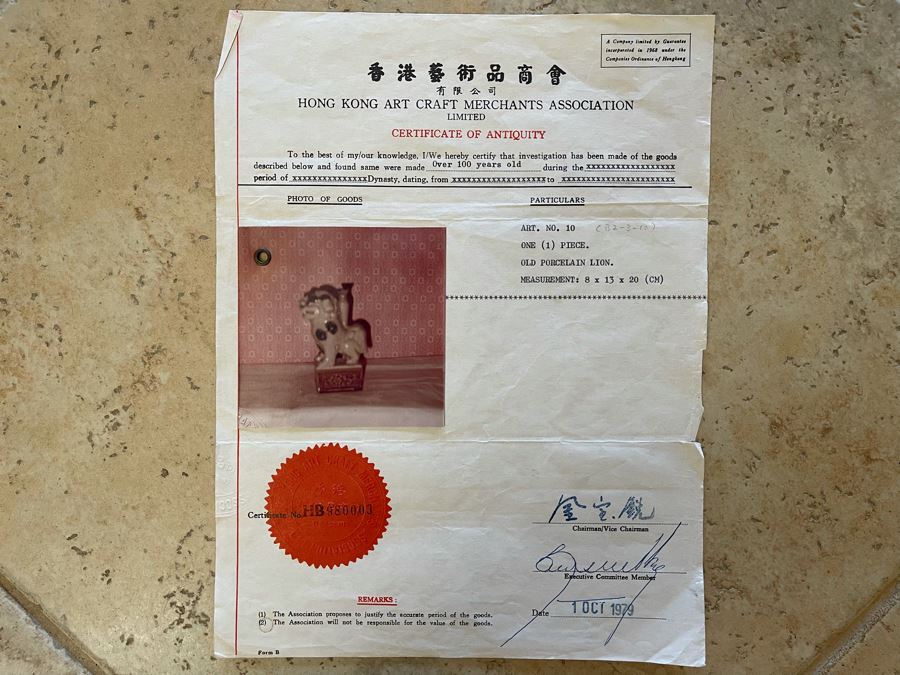 A Company limited by Guarantee
incorporated in 1968 under the
Companies Ordinance of Hongkong
香港藝術品商會
有限公司
HONG KONG ART CRAFT MERCHANTS ASSOCIATION
LIMITED
CERTIFICATE OF ANTIQUITY
To the best of my/our knowledge, I/We hereby certify that investigation has been made of the goods
described below and found same were made Over 100 years old during the xxxxxxxxxxxxxxxxxx
period of xxxxxxxxxxxxxxx Dynasty, dating, from xxxxxxxxxxxxxxxxxxx to xxxxxxxxxxxxxxxxxxxxxxx
PHOTO OF GOODS
PARTICULARS
ART. NO. 10
ONE (1) PIECE.
OLD PORCELAIN LION.
MEASUREMENT: 8 x 13 x 20 (CM)
Certificate No. HB
Chairman/Vice Chairman
Executive Committee Member
REMARKS:
(1) The Association proposes to justify the accurate period of the goods.
(2) The Association will not be responsible for the value of the goods.
Date 1 OCT 1979
Form B